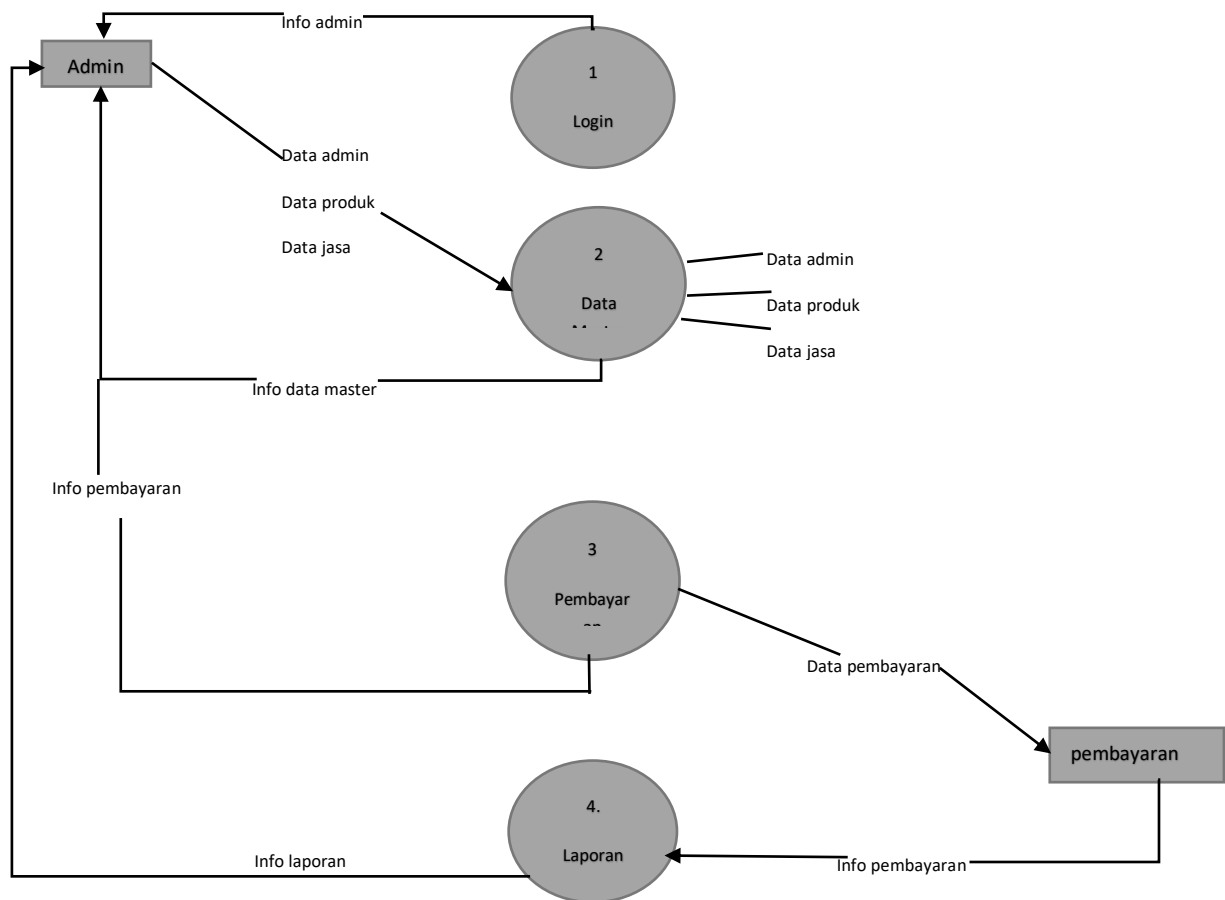 Info admin
Admin
1
Login
Data admin
Data produk
Data jasa
2
Data
Data admin
Data produk
Data jasa
Info data master
Info pembayaran
3
Pembayar
an
Data pembayaran
pembayaran
4.
Laporan
Info laporan
Info pembayaran